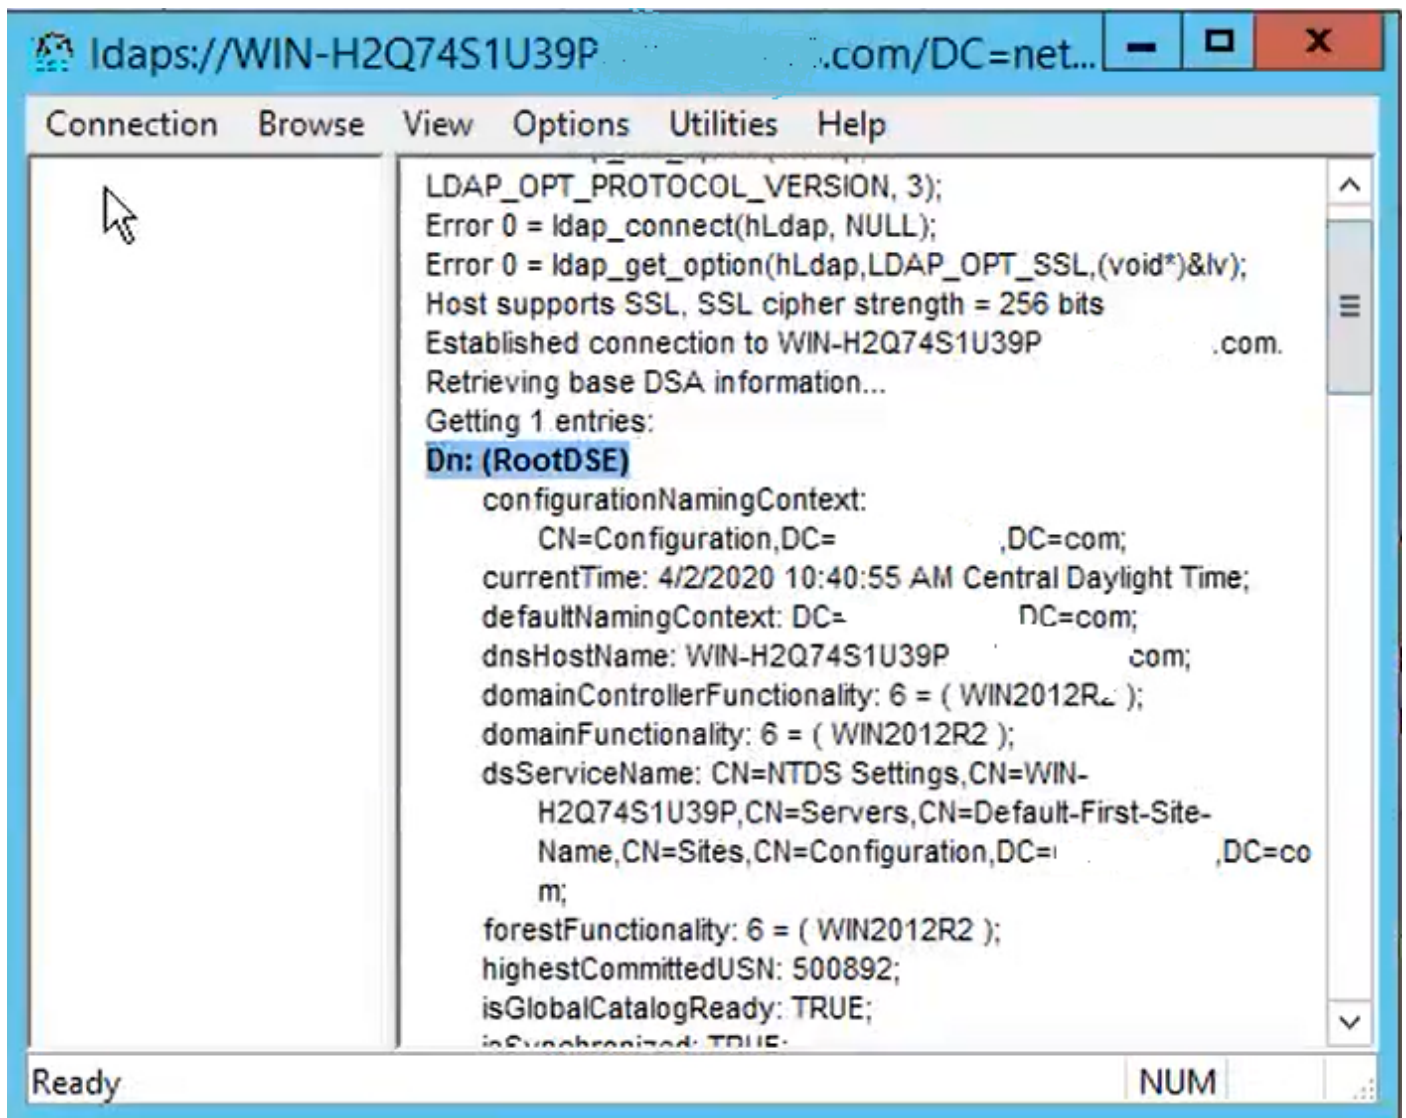 ldaps://WIN-H2Q74S1U39P .com/DC=net...
Connection Browse View Options Utilities Help
LDAP_OPT_PROTOCOL_VERSION, 3);
Error 0 = ldap_connect(hLdap, NULL);
Error 0 = ldap_get_option(hLdap,LDAP_OPT_SSL,(void*)&lv);
Host supports SSL, SSL cipher strength = 256 bits
Established connection to WIN-H2Q74S1U39P .com.
Retrieving base DSA information...
Getting 1 entries:
Dn: (RootDSE)
configurationNamingContext:
CN=Configuration,DC= ,DC=com;
currentTime: 4/2/2020 10:40:55 AM Central Daylight Time;
defaultNamingContext: DC= DC=com;
dnsHostName: WIN-H2Q74S1U39P com;
domainControllerFunctionality: 6 = ( WIN2012R2 );
domainFunctionality: 6 = ( WIN2012R2 );
dsServiceName: CN=NTDS Settings,CN=WIN-
H2Q74S1U39P,CN=Servers,CN=Default-First-Site-
Name,CN=Sites,CN=Configuration,DC= ,DC=co
m;
forestFunctionality: 6 = ( WIN2012R2 );
highestCommittedUSN: 500892;
isGlobalCatalogReady: TRUE;
isSynchronized: TRUE;
Ready NUM